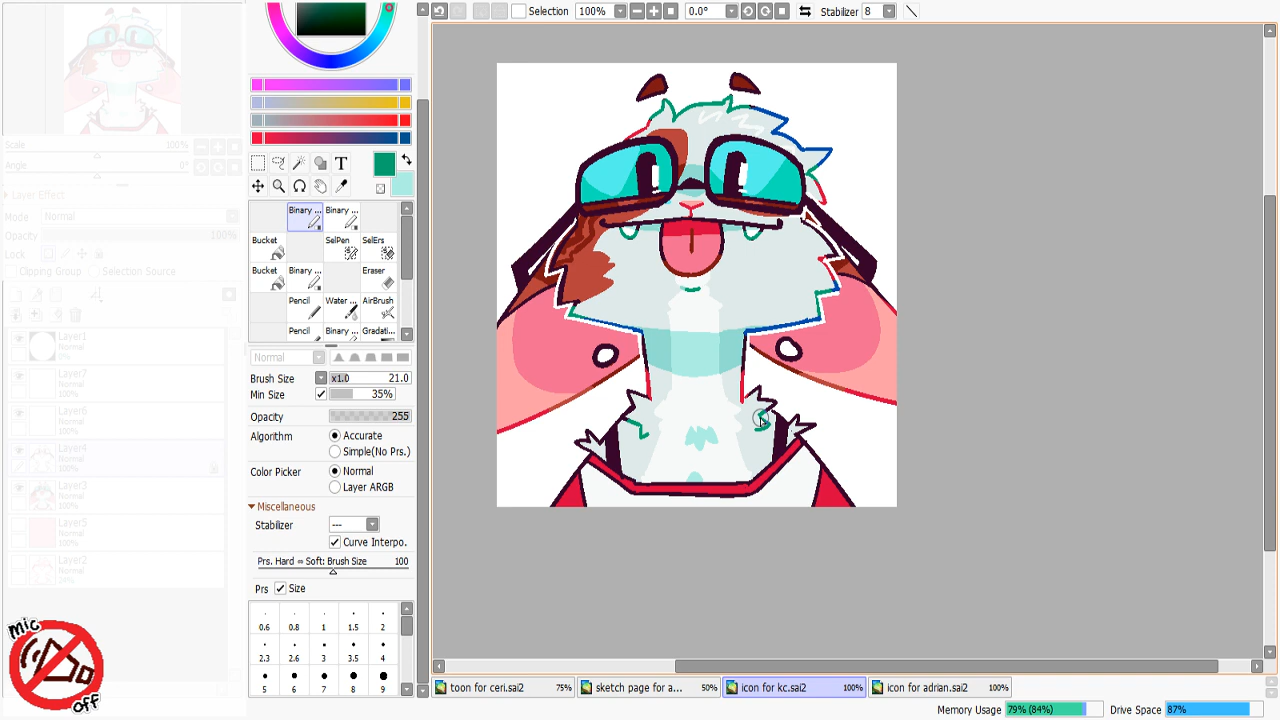 Selection 100% 0.0° Stabilizer 8
Scale 100%
Angle 0°
Layer Effect
Mode Normal
Opacity 100%
Lock
Clipping Group Selection Source
Layer1
Normal
0%
Layer7
Normal
100%
Layer6
Normal
100%
Layer4
Normal
100%
Layer3
Normal
100%
Layer5
Normal
100%
Layer2
Normal
T
Binary ... Binary ...
Bucket SelPen SelErs
Bucket Binary ... Eraser
Pencil Water ... AirBrush
Pencil Binary ... Gradati...
Normal
Brush Size x1.0 21.0
Min Size 35%
Opacity 255
Algorithm Accurate
Simple(No Prs.)
Color Picker Normal
Layer ARGB
Miscellaneous
Stabilizer ---
Curve Interpo.
Prs. Hard ⇔ Soft: Brush Size 100
Prs Size
0.6 0.8 1 1.5 2
2.3 2.6 3 3.5 4
5 6 7 8 9
mic
off
toon for ceri.sai2 75% sketch page for a... 50% icon for kc.sai2 100% icon for adrian.sai2 100%
Memory Usage 79% (84%) Drive Space 87%